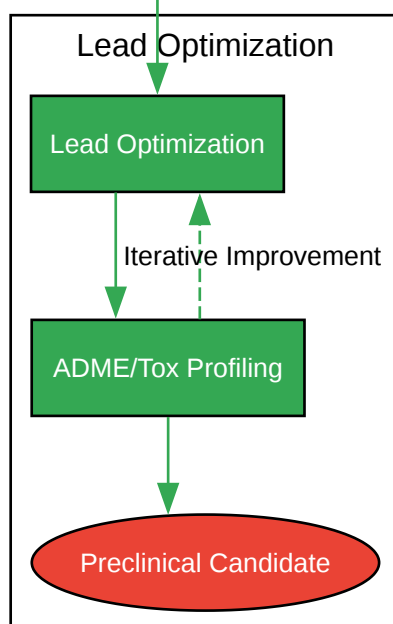 Lead Optimization
Lead Optimization
Iterative Improvement
ADME/Tox Profiling
Preclinical Candidate